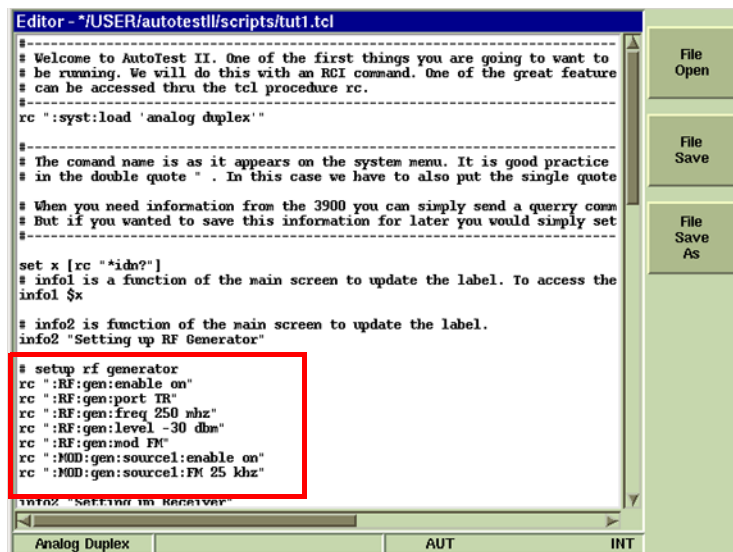 Editor - */USER/autotestII/scripts/tut1.tcl
#-----------------------------------------------------------------------
# Welcome to AutoTest II. One of the first things you are going to want to
# be running. We will do this with an RCI command. One of the great feature
# can be accessed thru the tcl procedure rc.
#-----------------------------------------------------------------------
rc ":syst:load 'analog duplex'"
#-----------------------------------------------------------------------
# The comand name is as it appears on the system menu. It is good practice
# in the double quote " . In this case we have to also put the single quote
# When you need information from the 3900 you can simply send a querry comm
# But if you wanted to save this information for later you would simply set
#-----------------------------------------------------------------------
set x [rc "*idn?"]
# info1 is a function of the main screen to update the label. To access the
info1 $x
# info2 is function of the main screen to update the label.
info2 "Setting up RF Generator"
# setup rf generator
rc ":RF:gen:enable on"
rc ":RF:gen:port TR"
rc ":RF:gen:freq 250 mhz"
rc ":RF:gen:level -30 dbm"
rc ":RF:gen:mod FM"
rc ":MOD:gen:source1:enable on"
rc ":MOD:gen:source1:FM 25 khz"
info2 "Setting up Receiver"
File
Open
File
Save
File
Save
As
Analog Duplex
AUT
INT